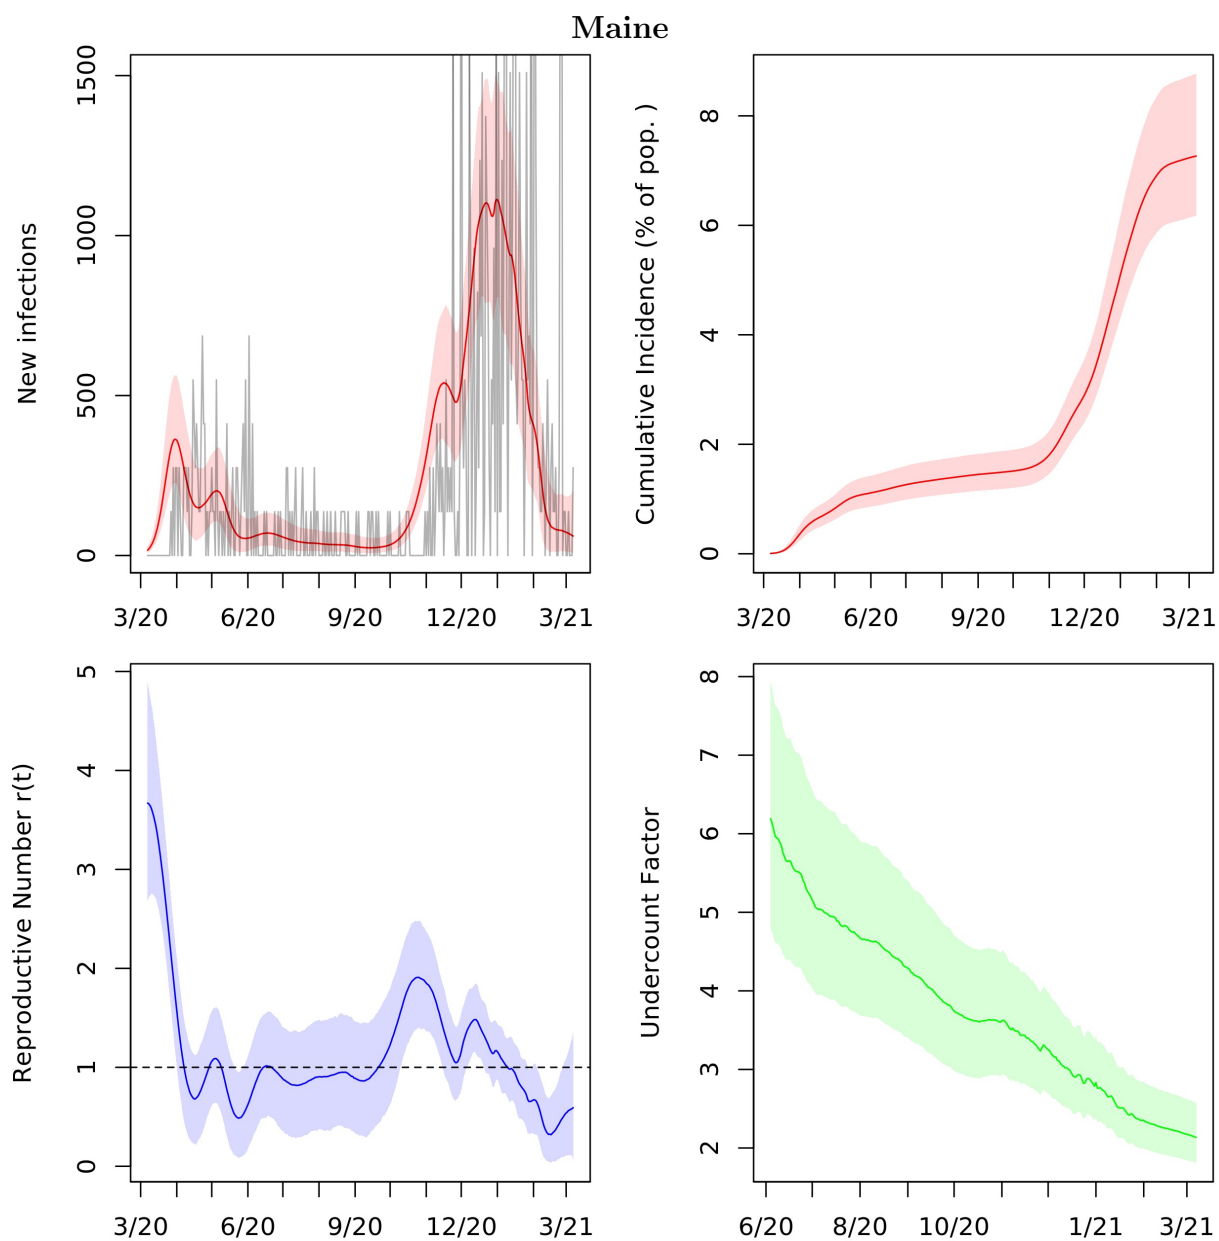 Maine
New infections
1500
1000
500
0
3/20 6/20 9/20 12/20 3/21
Cumulative Incidence (% of pop. )
8
6
4
2
0
3/20 6/20 9/20 12/20 3/21
Reproductive Number r(t)
5
4
3
2
1
0
3/20 6/20 9/20 12/20 3/21
Undercount Factor
8
7
6
5
4
3
2
6/20 8/20 10/20 1/21 3/21